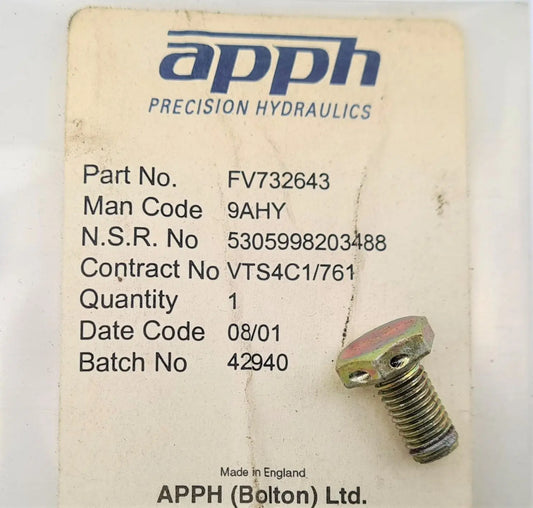 apph
PRECISION HYDRAULICS
Part No. FV732643
Man Code 9AHY
N.S.R. No 5305998203488
Contract No VTS4C1/761
Quantity 1
Date Code 08/01
Batch No 42940
Made in England
APPH (Bolton) Ltd.